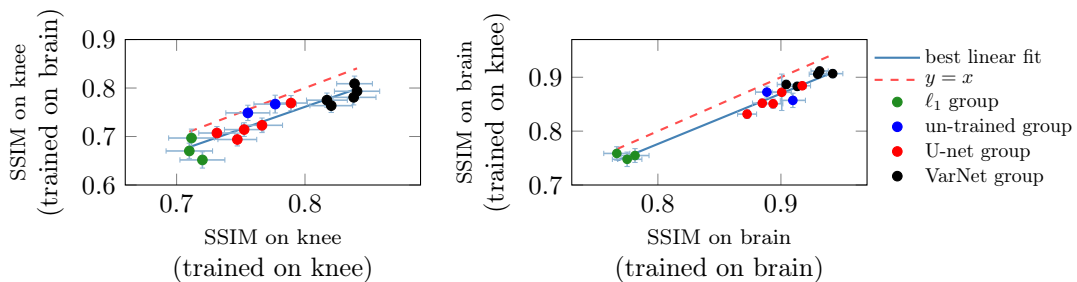 SSIM on knee
(trained on brain)
0.9
0.8
0.7
0.6
0.7
0.8
SSIM on knee
(trained on knee)
SSIM on brain
(trained on knee)
0.9
0.8
0.7
0.8
0.9
SSIM on brain
(trained on brain)
best linear fit
y = x
ℓ₁ group
un-trained group
U-net group
VarNet group